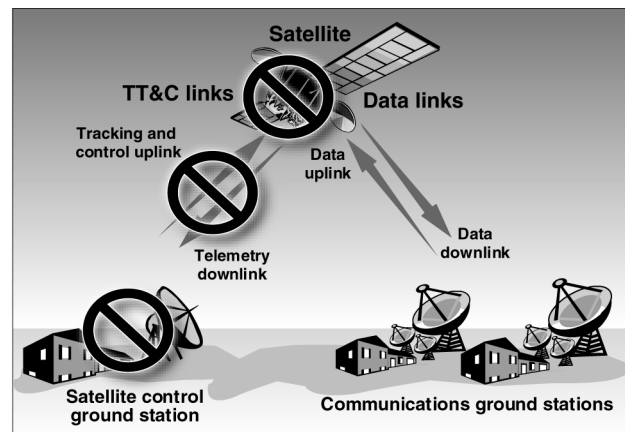 Satellite
TT&C links
Data links
Tracking and
control uplink
Data
uplink
Data
downlink
Telemetry
downlink
Satellite control
ground station
Communications ground stations